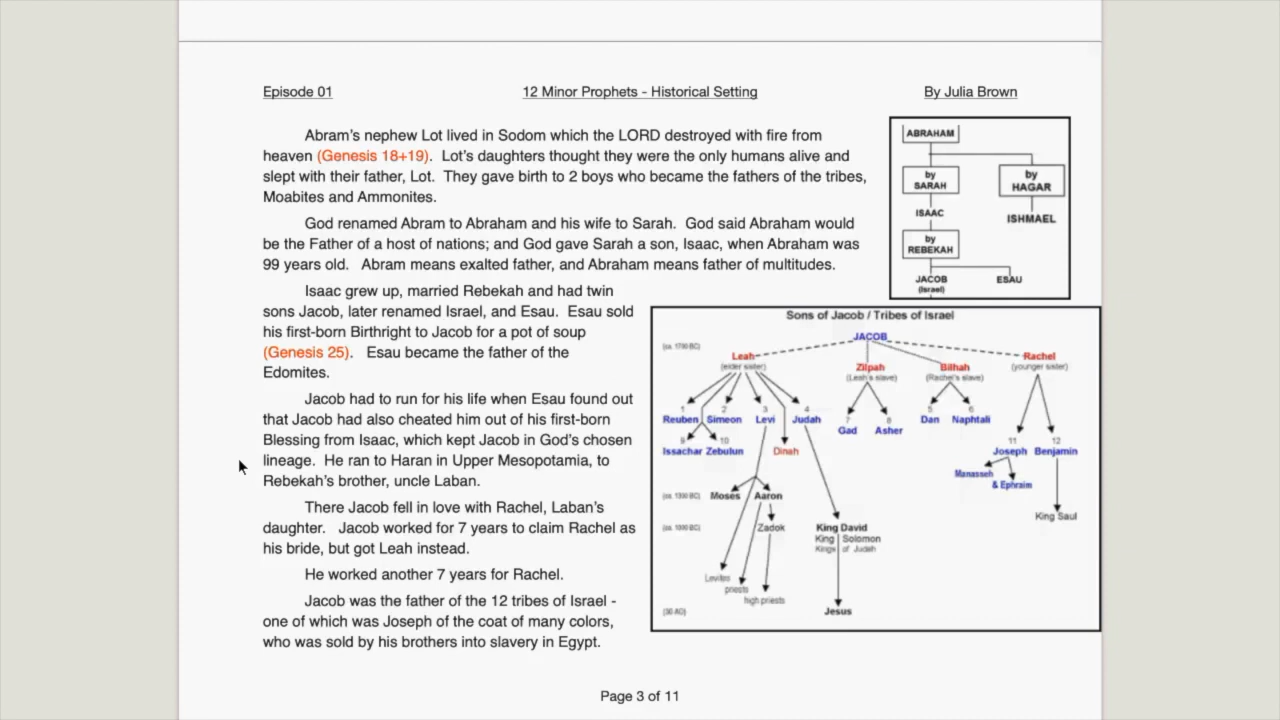 Episode 01
12 Minor Prophets - Historical Setting
By Julia Brown
Abram's nephew Lot lived in Sodom which the LORD destroyed with fire from
heaven (Genesis 18+19). Lot's daughters thought they were the only humans alive and
slept with their father, Lot. They gave birth to 2 boys who became the fathers of the tribes,
Moabites and Ammonites.
God renamed Abram to Abraham and his wife to Sarah. God said Abraham would
be the Father of a host of nations; and God gave Sarah a son, Isaac, when Abraham was
99 years old. Abram means exalted father, and Abraham means father of multitudes.
Isaac grew up, married Rebekah and had twin
sons Jacob, later renamed Israel, and Esau. Esau sold
his first-born Birthright to Jacob for a pot of soup
(Genesis 25). Esau became the father of the
Edomites.
Jacob had to run for his life when Esau found out
that Jacob had also cheated him out of his first-born
Blessing from Isaac, which kept Jacob in God's chosen
lineage. He ran to Haran in Upper Mesopotamia, to
Rebekah's brother, uncle Laban.
There Jacob fell in love with Rachel, Laban's
daughter. Jacob worked for 7 years to claim Rachel as
his bride, but got Leah instead.
He worked another 7 years for Rachel.
Jacob was the father of the 12 tribes of Israel -
one of which was Joseph of the coat of many colors,
who was sold by his brothers into slavery in Egypt.
ABRAHAM
by
SARAH
by
HAGAR
ISAAC
ISHMAEL
by
REBEKAH
JACOB
(Israel)
ESAU
Sons of Jacob / Tribes of Israel
JACOB
Leah
(elder sister)
Zilpah
(Leah's slave)
Bilhah
(Rachel's slave)
Rachel
(younger sister)
1 2 3 4
Reuben Simeon Levi Judah
7 8
Gad Asher
5 6
Dan Naphtali
9 10
Issachar Zebulun
Dinah
11 12
Joseph Benjamin
Manasseh
& Ephraim
Moses Aaron
King Saul
Zadok
King David
King Solomon
Kings of Judah
Levites
priests
high priests
Jesus
Page 3 of 11